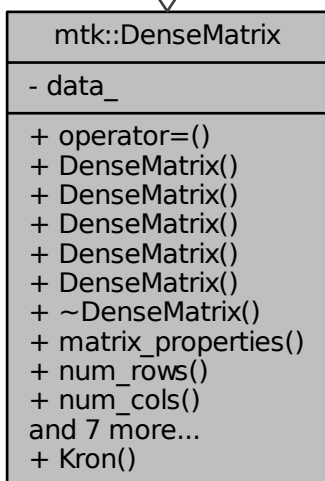 mtk::DenseMatrix
- data_
+ operator=()
+ DenseMatrix()
+ DenseMatrix()
+ DenseMatrix()
+ DenseMatrix()
+ DenseMatrix()
+ ~DenseMatrix()
+ matrix_properties()
+ num_rows()
+ num_cols()
and 7 more...
+ Kron()